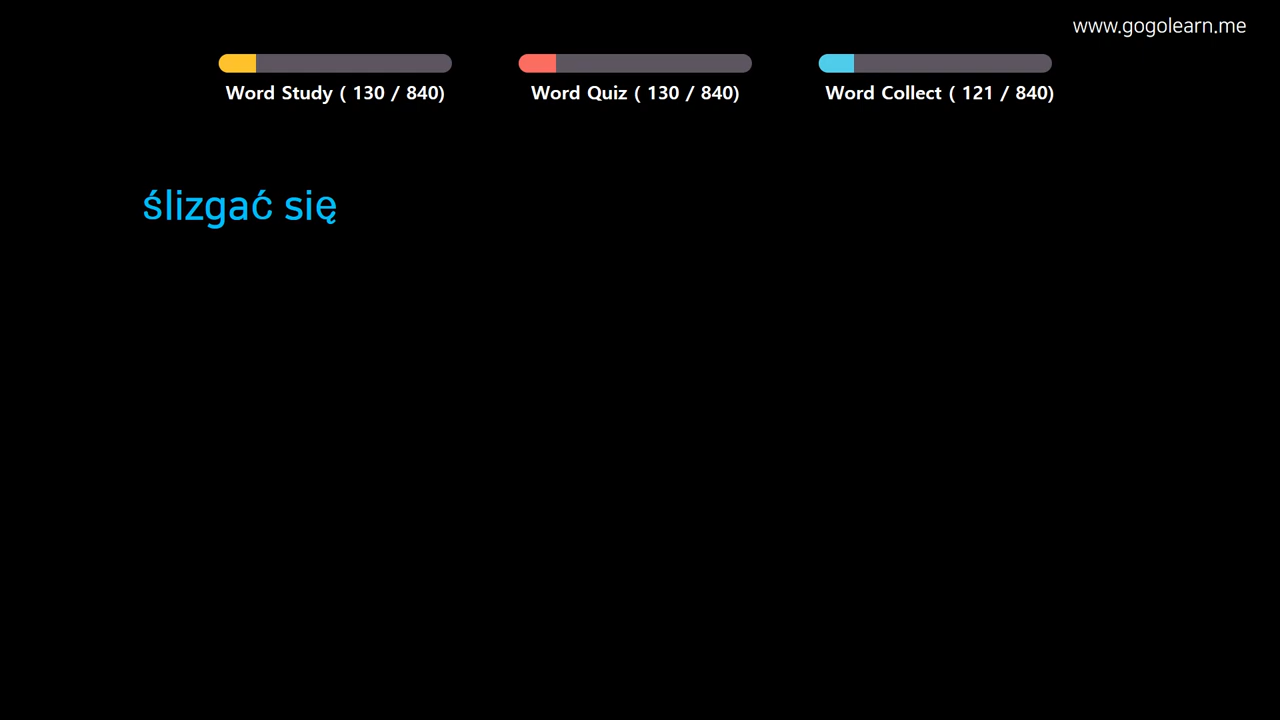 www.gogolearn.me
Word Study ( 130 / 840)
Word Quiz ( 130 / 840)
Word Collect ( 121 / 840)
ślizgać się